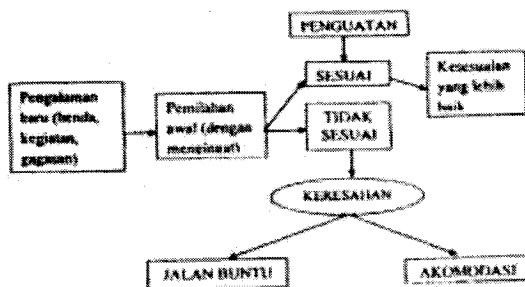 PENGUATAN
SESUAI
Kesesuaian
yang lebih
baik
Pengalaman
baru (benda,
kegiatan,
gagasan)
Pemilahan
awal (dengan
mengingat)
TIDAK
SESUAI
KERESAHAN
JALAN BUNTU
AKOMODASI